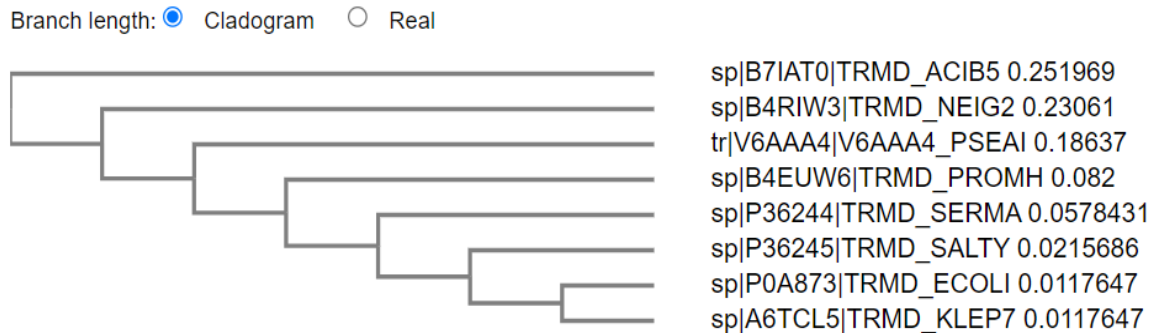 Branch length: Cladogram Real
sp|B7IAT0|TRMD_ACIB5 0.251969
sp|B4RIW3|TRMD_NEIG2 0.23061
tr|V6AAA4|V6AAA4_PSEAI 0.18637
sp|B4EUW6|TRMD_PROMH 0.082
sp|P36244|TRMD_SERMA 0.0578431
sp|P36245|TRMD_SALTY 0.0215686
sp|P0A873|TRMD_ECOLI 0.0117647
sp|A6TCL5|TRMD_KLEP7 0.0117647